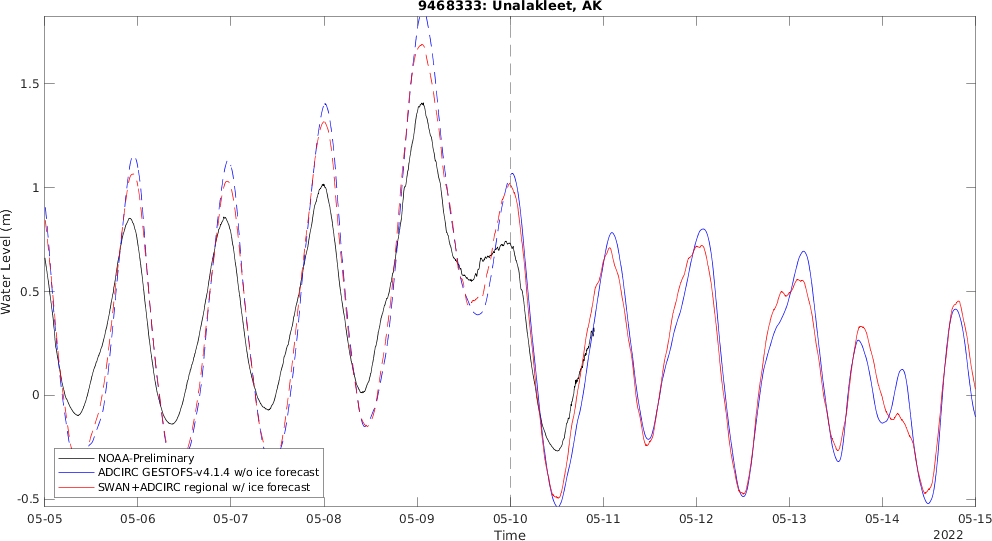 9468333: Unalakleet, AK
Water Level (m)
1.5
1
0.5
0
-0.5
NOAA-Preliminary
ADCIRC GESTOFS-v4.1.4 w/o ice forecast
SWAN+ADCIRC regional w/ ice forecast
05-05 05-06 05-07 05-08 05-09 05-10 05-11 05-12 05-13 05-14 05-15
Time
2022